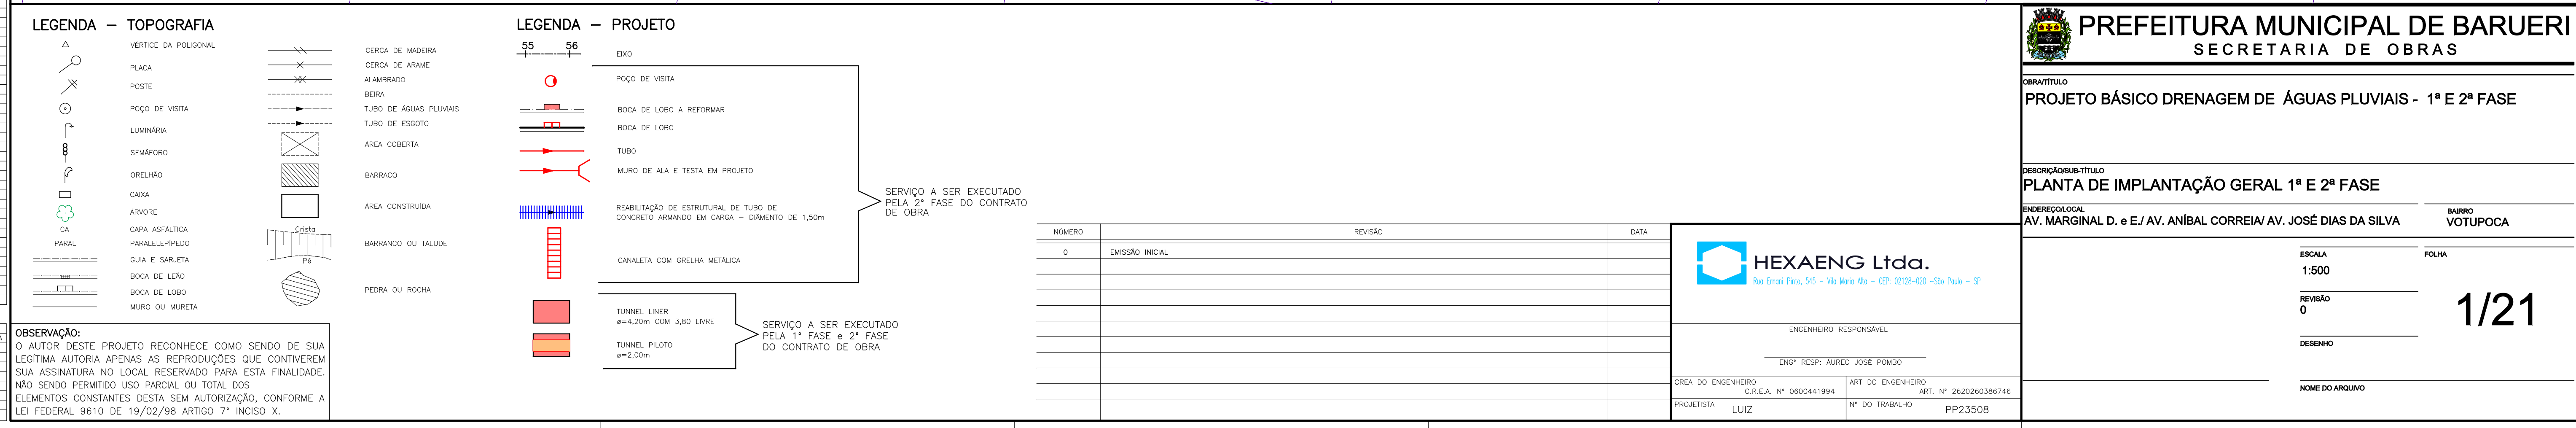 LEGENDA – TOPOGRAFIA
VÉRTICE DA POLIGONAL
PLACA
POSTE
POÇO DE VISITA
LUMINÁRIA
SEMÁFORO
ORELHÃO
CAIXA
ÁRVORE
CA CAPA ASFÁLTICA
PARAL PARALELEPÍPEDO
GUIA E SARJETA
BOCA DE LEÃO
BOCA DE LOBO
MURO OU MURETA
CERCA DE MADEIRA
CERCA DE ARAME
ALAMBRADO
BEIRA
TUBO DE ÁGUAS PLUVIAIS
TUBO DE ESGOTO
ÁREA COBERTA
BARRACO
ÁREA CONSTRUÍDA
Crista
BARRANCO OU TALUDE
Pé
PEDRA OU ROCHA
OBSERVAÇÃO:
O AUTOR DESTE PROJETO RECONHECE COMO SENDO DE SUA
LEGÍTIMA AUTORIA APENAS AS REPRODUÇÕES QUE CONTIVEREM
SUA ASSINATURA NO LOCAL RESERVADO PARA ESTA FINALIDADE.
NÃO SENDO PERMITIDO USO PARCIAL OU TOTAL DOS
ELEMENTOS CONSTANTES DESTA SEM AUTORIZAÇÃO, CONFORME A
LEI FEDERAL 9610 DE 19/02/98 ARTIGO 7° INCISO X.
LEGENDA – PROJETO
55 56
EIXO
POÇO DE VISITA
BOCA DE LOBO A REFORMAR
BOCA DE LOBO
TUBO
MURO DE ALA E TESTA EM PROJETO
REABILITAÇÃO DE ESTRUTURAL DE TUBO DE
CONCRETO ARMANDO EM CARGA – DIÂMENTO DE 1,50m
CANALETA COM GRELHA METÁLICA
SERVIÇO A SER EXECUTADO
PELA 2ª FASE DO CONTRATO
DE OBRA
TUNNEL LINER
ø=4,20m COM 3,80 LIVRE
TUNNEL PILOTO
ø=2,00m
SERVIÇO A SER EXECUTADO
PELA 1ª FASE e 2ª FASE
DO CONTRATO DE OBRA
NÚMERO REVISÃO DATA
0 EMISSÃO INICIAL
HEXAENG Ltda.
Rua Ernani Pinto, 545 - Vila Maria Alta - CEP: 02128-020 -São Paulo - SP
ENGENHEIRO RESPONSÁVEL
ENG° RESP: ÁUREO JOSÉ POMBO
CREA DO ENGENHEIRO
C.R.E.A. N° 0600441994
ART DO ENGENHEIRO
ART. N° 2620260386746
PROJETISTA
LUIZ
N° DO TRABALHO
PP23508
PREFEITURA MUNICIPAL DE BARUERI
SECRETARIA DE OBRAS
OBRA/TÍTULO
PROJETO BÁSICO DRENAGEM DE ÁGUAS PLUVIAIS - 1ª E 2ª FASE
DESCRIÇÃO/SUB-TÍTULO
PLANTA DE IMPLANTAÇÃO GERAL 1ª E 2ª FASE
ENDEREÇO/LOCAL
AV. MARGINAL D. e E./ AV. ANÍBAL CORREIA/ AV. JOSÉ DIAS DA SILVA
BAIRRO
VOTUPOCA
ESCALA
1:500
FOLHA
1/21
REVISÃO
0
DESENHO
NOME DO ARQUIVO